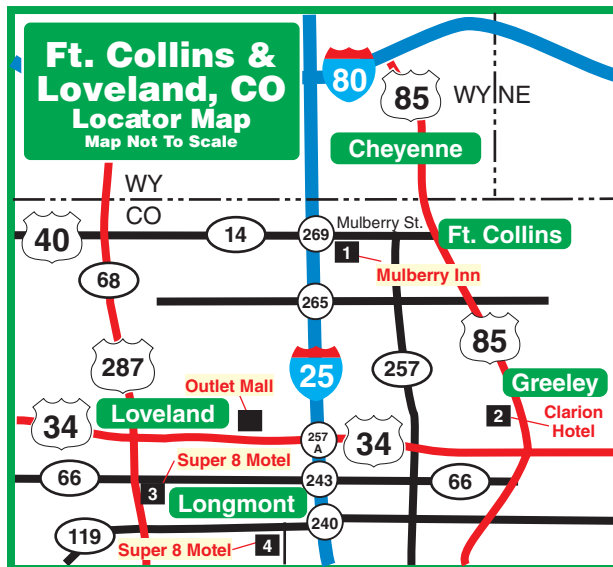 Ft. Collins &
Loveland, CO
Locator Map
Map Not To Scale
80
85
WY NE
Cheyenne
WY
CO
40
14
269
Mulberry St.
Ft. Collins
1
Mulberry Inn
68
265
287
25
257
85
Greeley
Outlet Mall
Loveland
2
Clarion
Hotel
34
257
A
34
Super 8 Motel
66
3
243
66
Longmont
240
119
Super 8 Motel
4